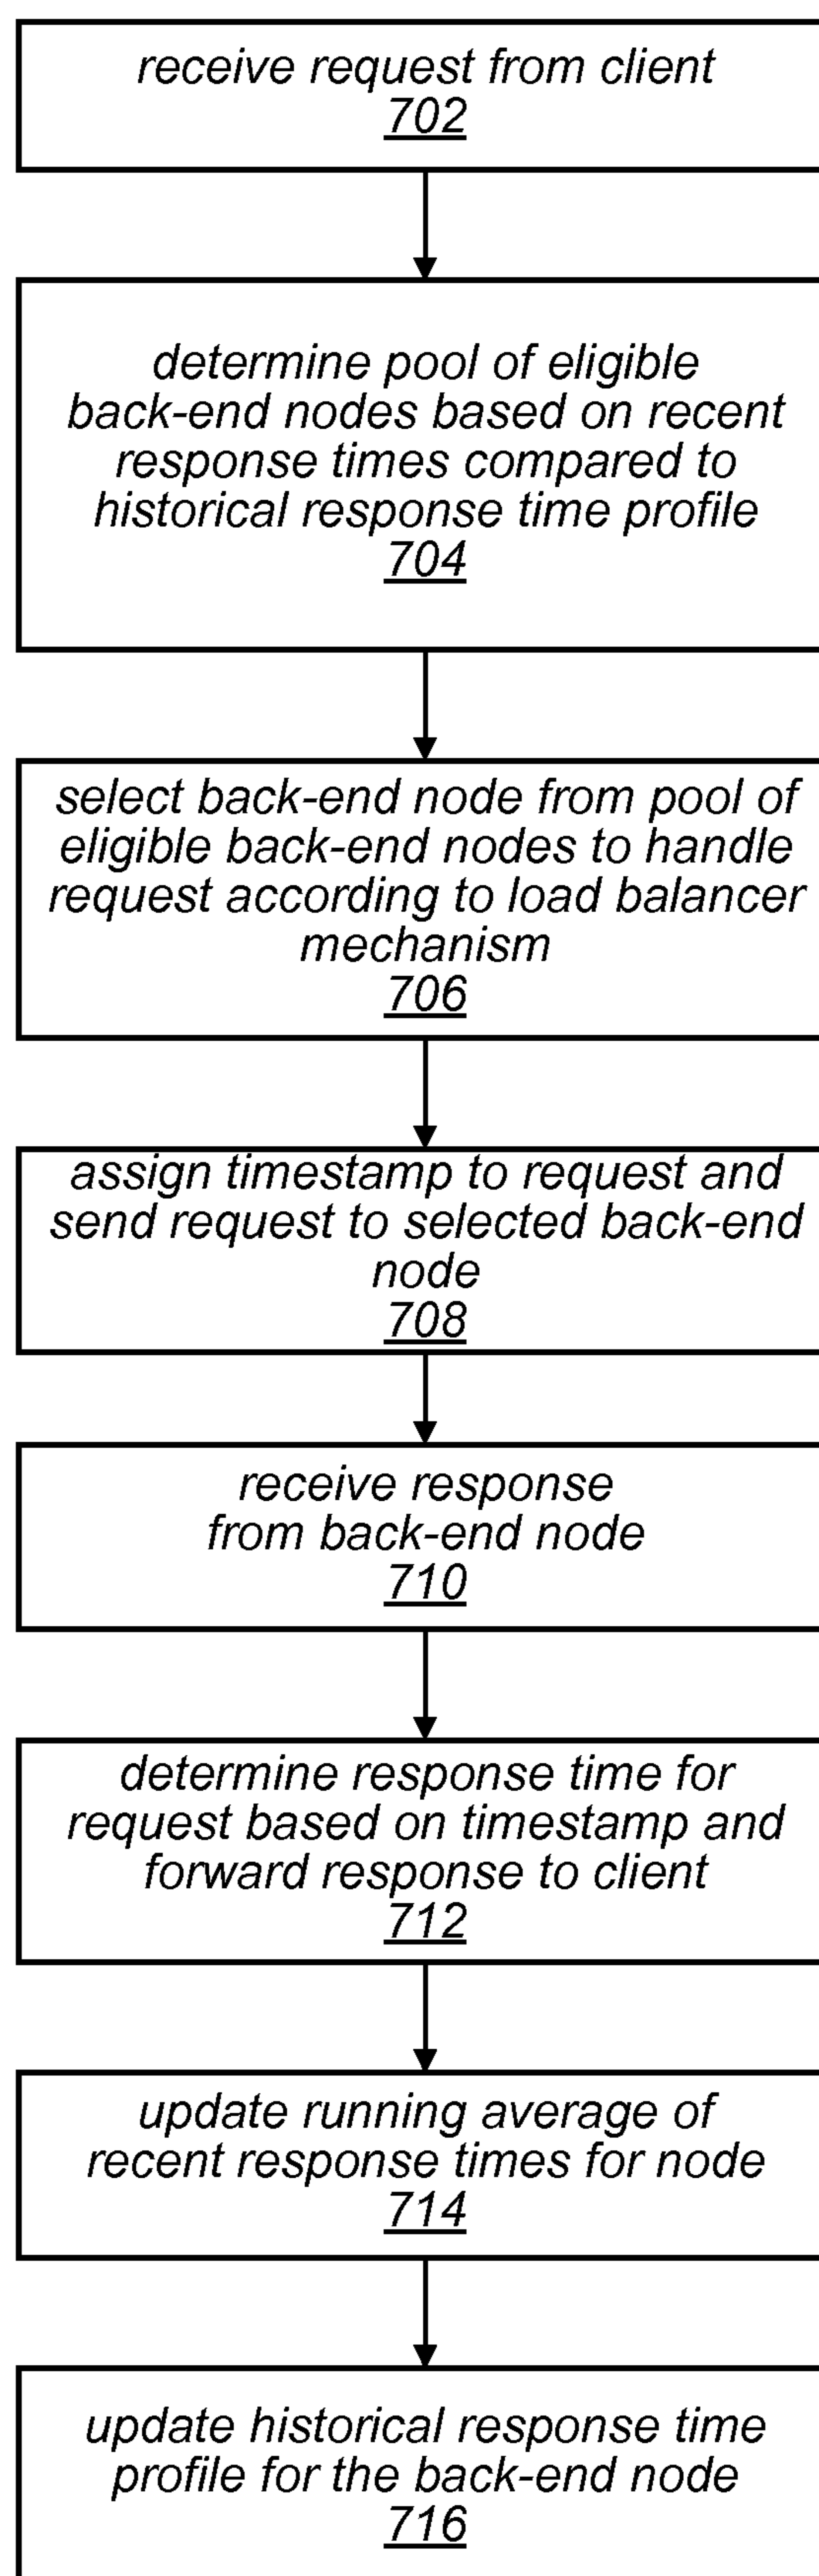 receive request from client
702
determine pool of eligible
back-end nodes based on recent
response times compared to
historical response time profile
704
select back-end node from pool of
eligible back-end nodes to handle
request according to load balancer
mechanism
706
assign timestamp to request and
send request to selected back-end
node
708
receive response
from back-end node
710
determine response time for
request based on timestamp and
forward response to client
712
update running average of
recent response times for node
714
update historical response time
profile for the back-end node
716